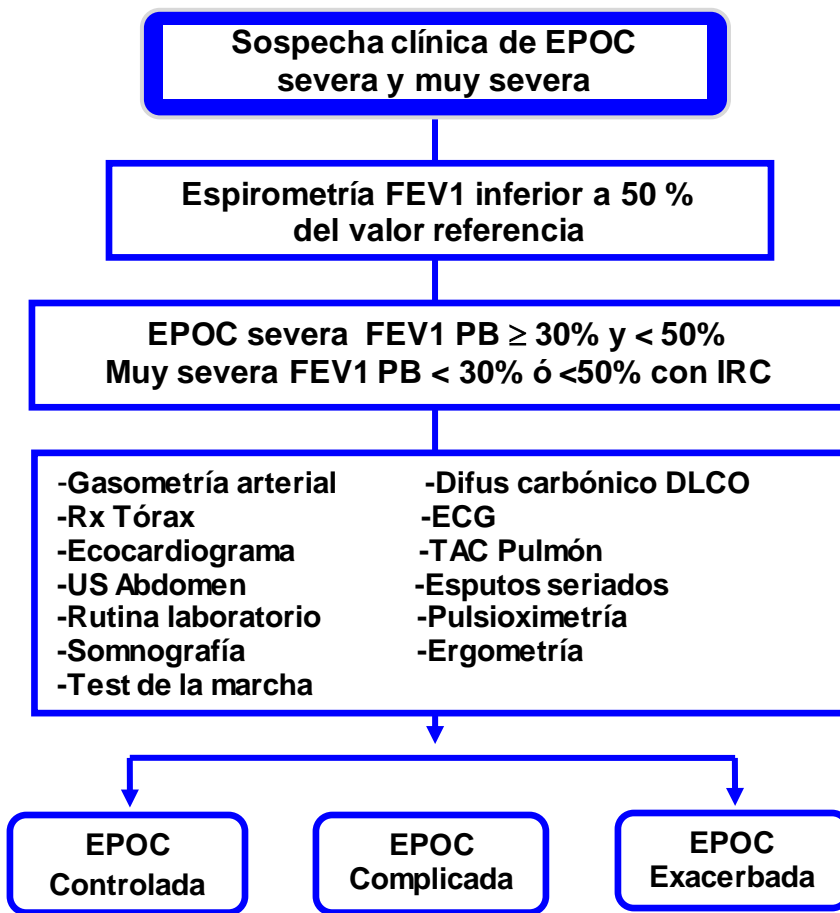 Sospecha clínica de EPOC
severa y muy severa
Espirometría FEV1 inferior a 50 %
del valor referencia
EPOC severa FEV1 PB ≥ 30% y < 50%
Muy severa FEV1 PB < 30% ó <50% con IRC
-Gasometría arterial -Difus carbónico DLCO
-Rx Tórax -ECG
-Ecocardiograma -TAC Pulmón
-US Abdomen -Esputos seriados
-Rutina laboratorio -Pulsioximetría
-Somnografía -Ergometría
-Test de la marcha
EPOC
Controlada
EPOC
Complicada
EPOC
Exacerbada